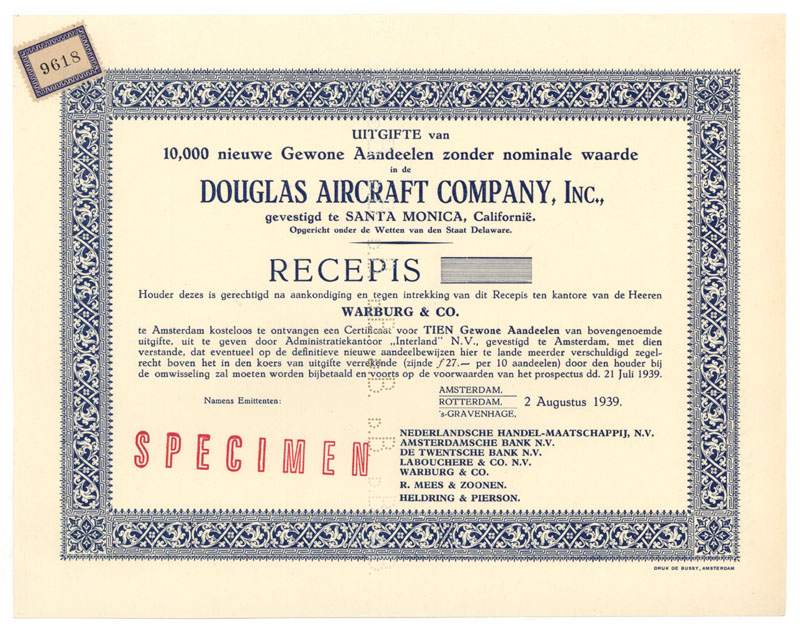 9618
UITGIFTE van
10,000 nieuwe Gewone Aandeelen zonder nominale waarde
in de
DOUGLAS AIRCRAFT COMPANY, INC.,
gevestigd te SANTA MONICA, Californië.
Opgericht onder de Wetten van den Staat Delaware.
RECEPIS
Houder dezes is gerechtigd na aankondiging en tegen intrekking van dit Recepis ten kantore van de Heeren
WARBURG & CO.
te Amsterdam kosteloos te ontvangen een Certificaat voor TIEN Gewone Aandeelen van bovengenoemde
uitgifte, uit te geven door Administratiekantoor „Interland" N.V., gevestigd te Amsterdam, met dien
verstande, dat eventueel op de definitieve nieuwe aandeelbewijzen hier te lande meerder verschuldigd zegel-
recht boven het in den koers van uitgifte verrekende (zijnde ƒ 27.— per 10 aandeelen) door den houder bij
de omwisseling zal moeten worden bijbetaald en voorts op de voorwaarden van het prospectus dd. 21 Juli 1939.
Namens Emittenten:
AMSTERDAM.
ROTTERDAM.
's-GRAVENHAGE.
2 Augustus 1939.
SPECIMEN
NEDERLANDSCHE HANDEL-MAATSCHAPPIJ, N.V.
AMSTERDAMSCHE BANK N.V.
DE TWENTSCHE BANK N.V.
LABOUCHERE & CO. N.V.
WARBURG & CO.
R. MEES & ZOONEN.
HELDRING & PIERSON.
DRUK DE BUSSY, AMSTERDAM